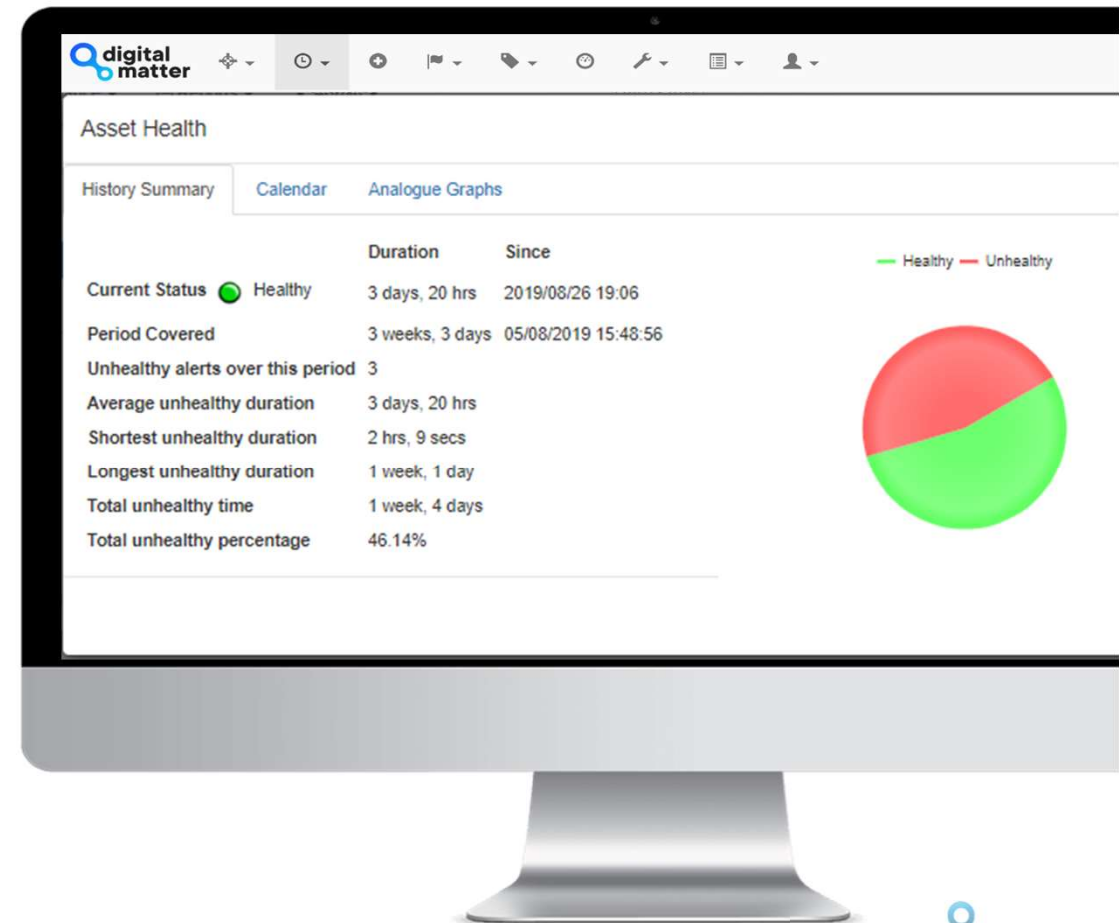 digital
matter
Asset Health
History Summary Calendar Analogue Graphs
Duration Since
Healthy Unhealthy
Current Status Healthy 3 days, 20 hrs 2019/08/26 19:06
Period Covered 3 weeks, 3 days 05/08/2019 15:48:56
Unhealthy alerts over this period 3
Average unhealthy duration 3 days, 20 hrs
Shortest unhealthy duration 2 hrs, 9 secs
Longest unhealthy duration 1 week, 1 day
Total unhealthy time 1 week, 4 days
Total unhealthy percentage 46.14%